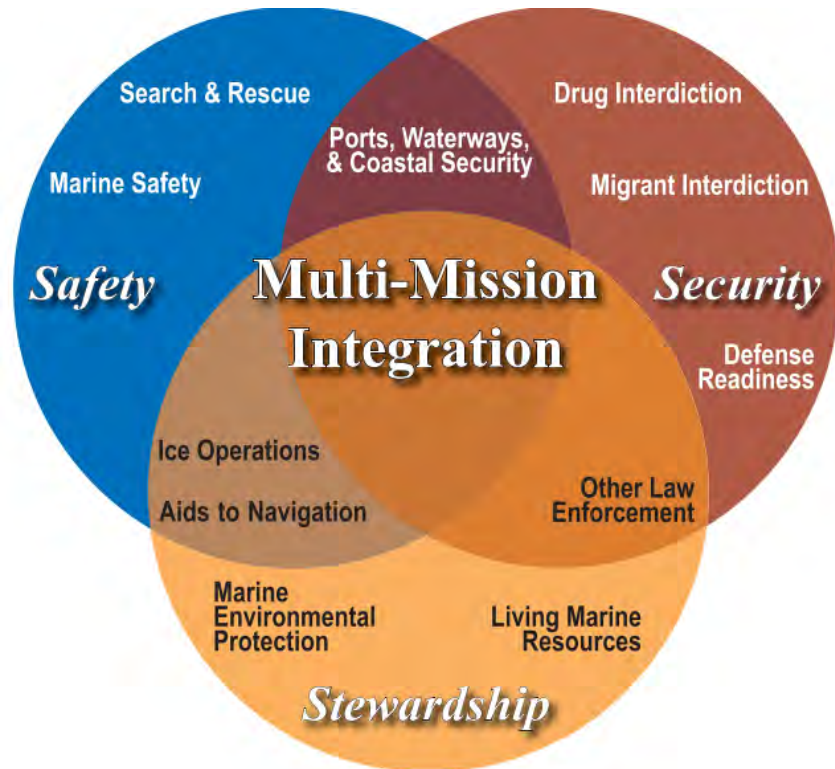 Search & Rescue
Drug Interdiction
Ports, Waterways,
& Coastal Security
Marine Safety
Migrant Interdiction
Safety
Multi-Mission
Integration
Security
Defense
Readiness
Ice Operations
Aids to Navigation
Other Law
Enforcement
Marine
Environmental
Protection
Living Marine
Resources
Stewardship